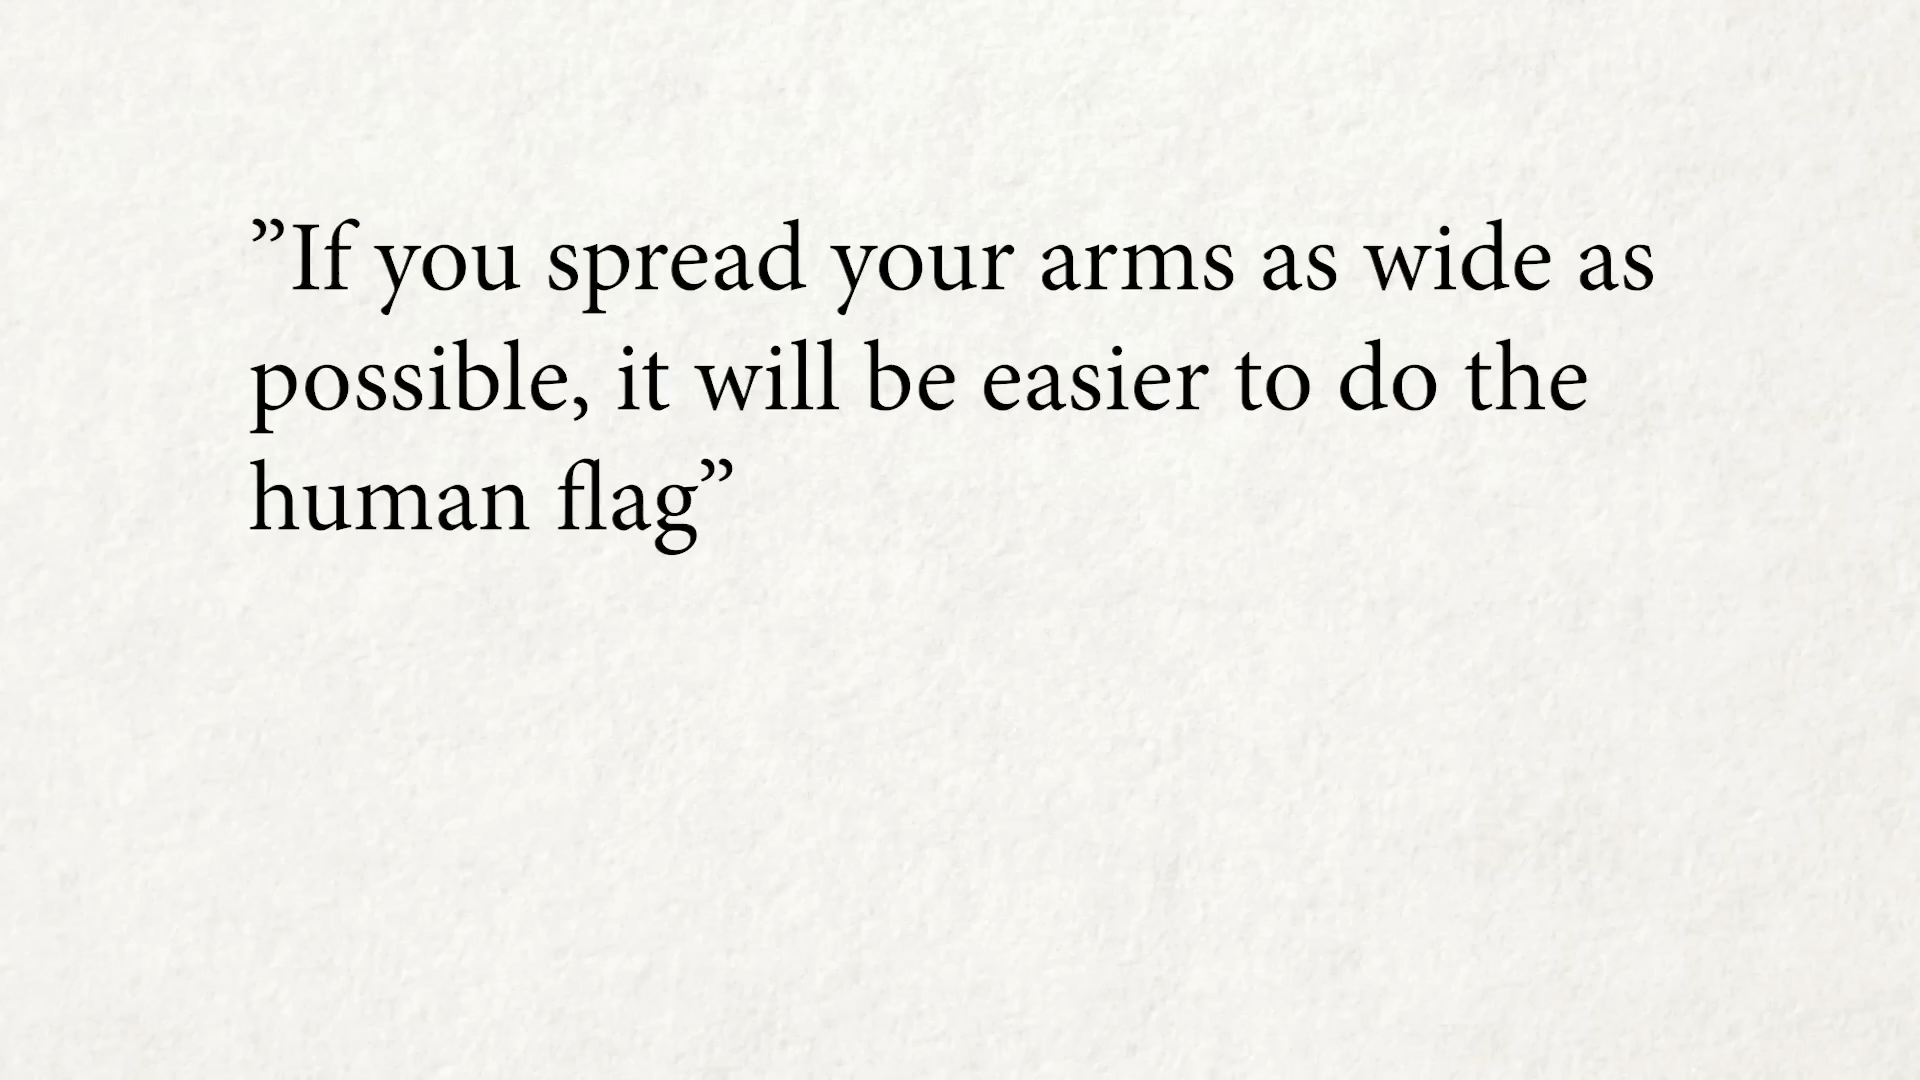 ”If you spread your arms as wide as
possible, it will be easier to do the
human flag”